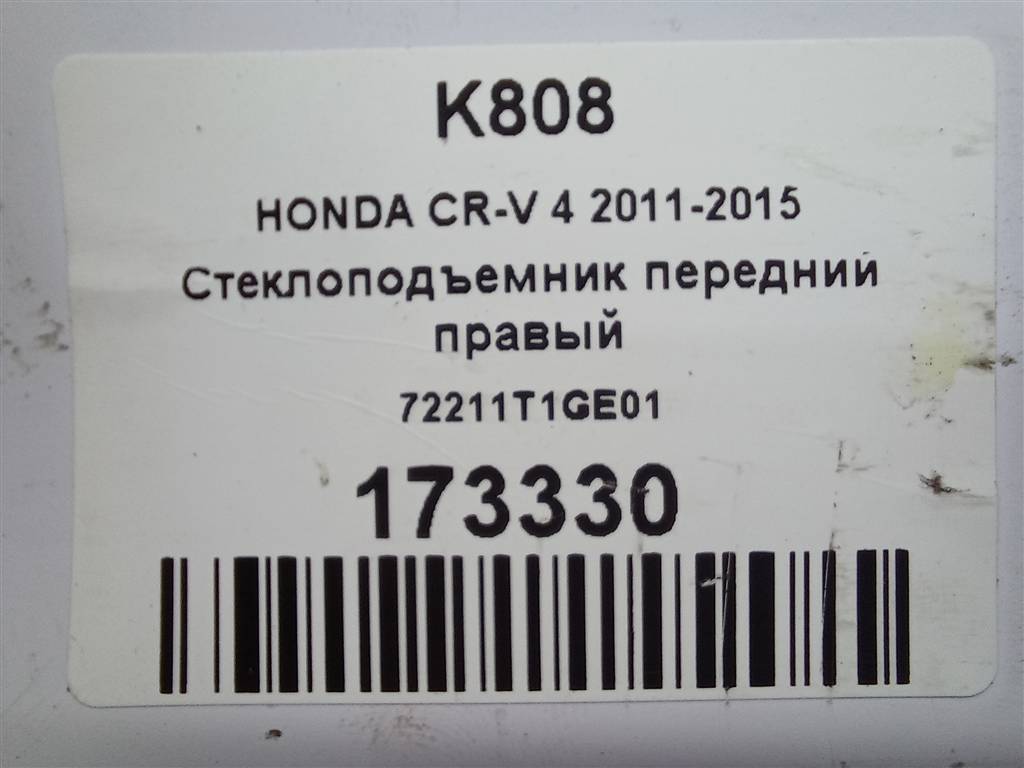 K808
HONDA CR-V 4 2011-2015
Стеклоподъемник передний
правый
72211T1GE01
173330